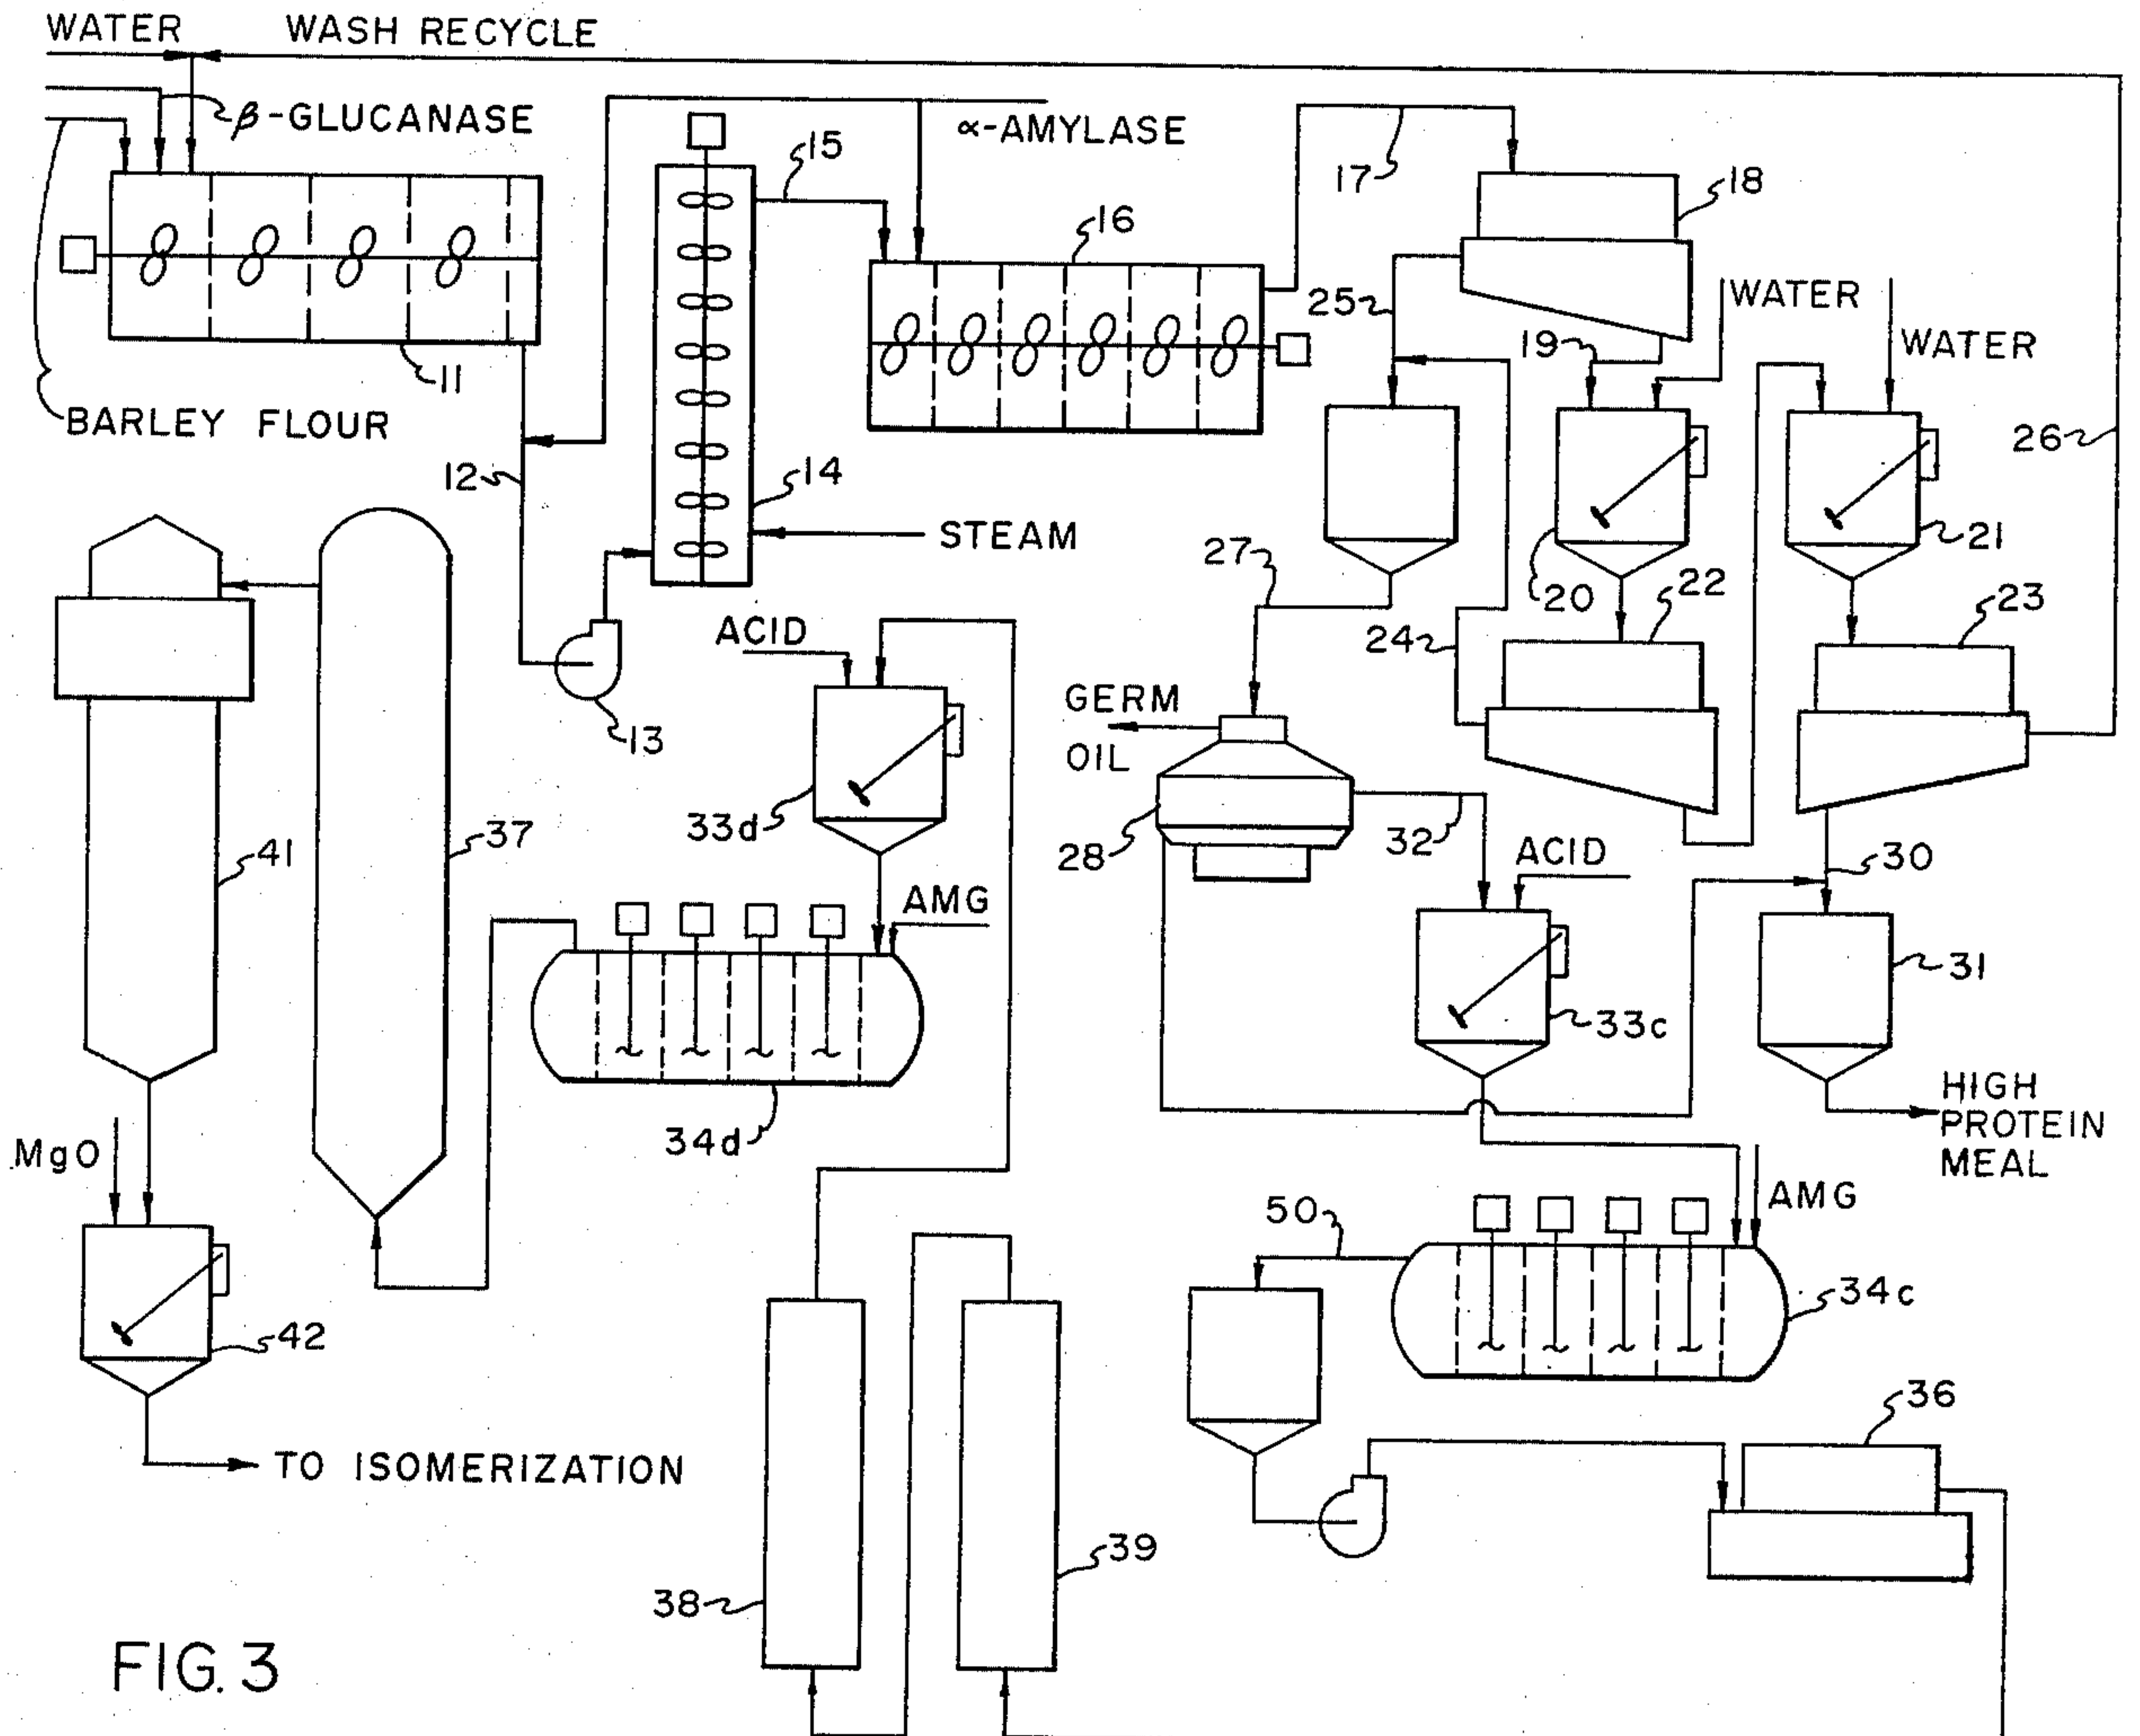 WATER
WASH RECYCLE
β-GLUCANASE
α-AMYLASE
15
17
18
16
25
WATER
19
WATER
11
BARLEY FLOUR
26
12
14
STEAM
27
21
20
22
23
ACID
24
GERM
OIL
13
33d
37
28
32
ACID
41
30
AMG
31
33c
HIGH
PROTEIN
MEAL
34d
MgO
AMG
50
34c
42
36
TO ISOMERIZATION
39
38
FIG. 3